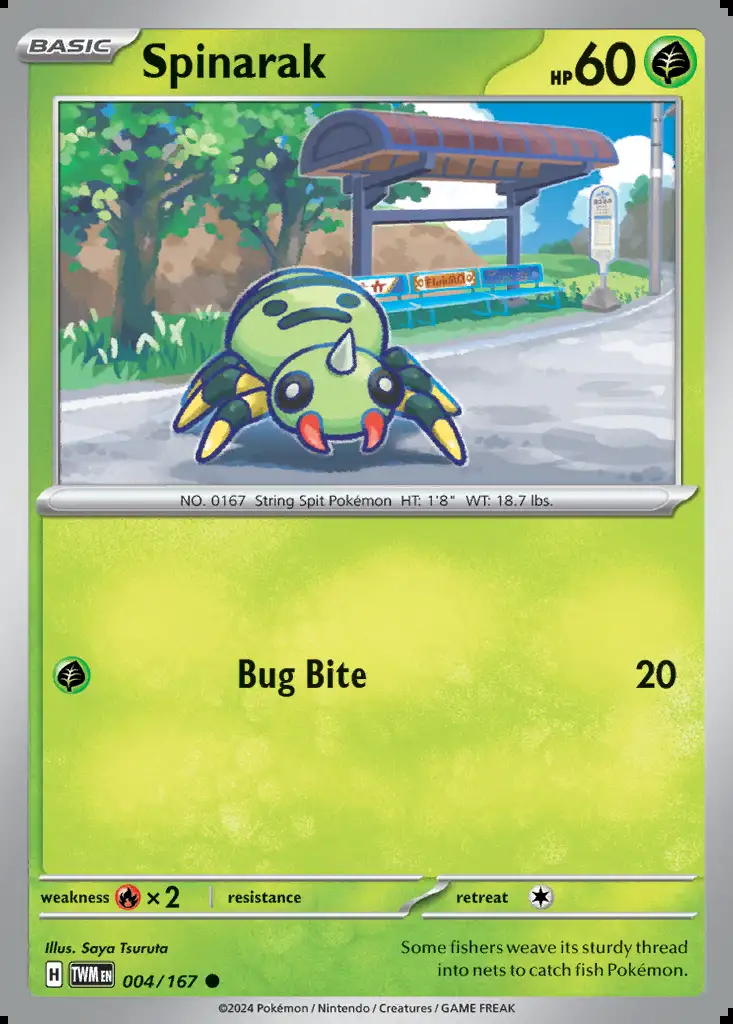 BASIC
Spinarak
HP 60
NO. 0167 String Spit Pokémon HT: 1'8" WT: 18.7 lbs.
Bug Bite 20
weakness ×2 resistance retreat
Illus. Saya Tsuruta
Some fishers weave its sturdy thread
into nets to catch fish Pokémon.
H TWM EN 004/167
©2024 Pokémon / Nintendo / Creatures / GAME FREAK